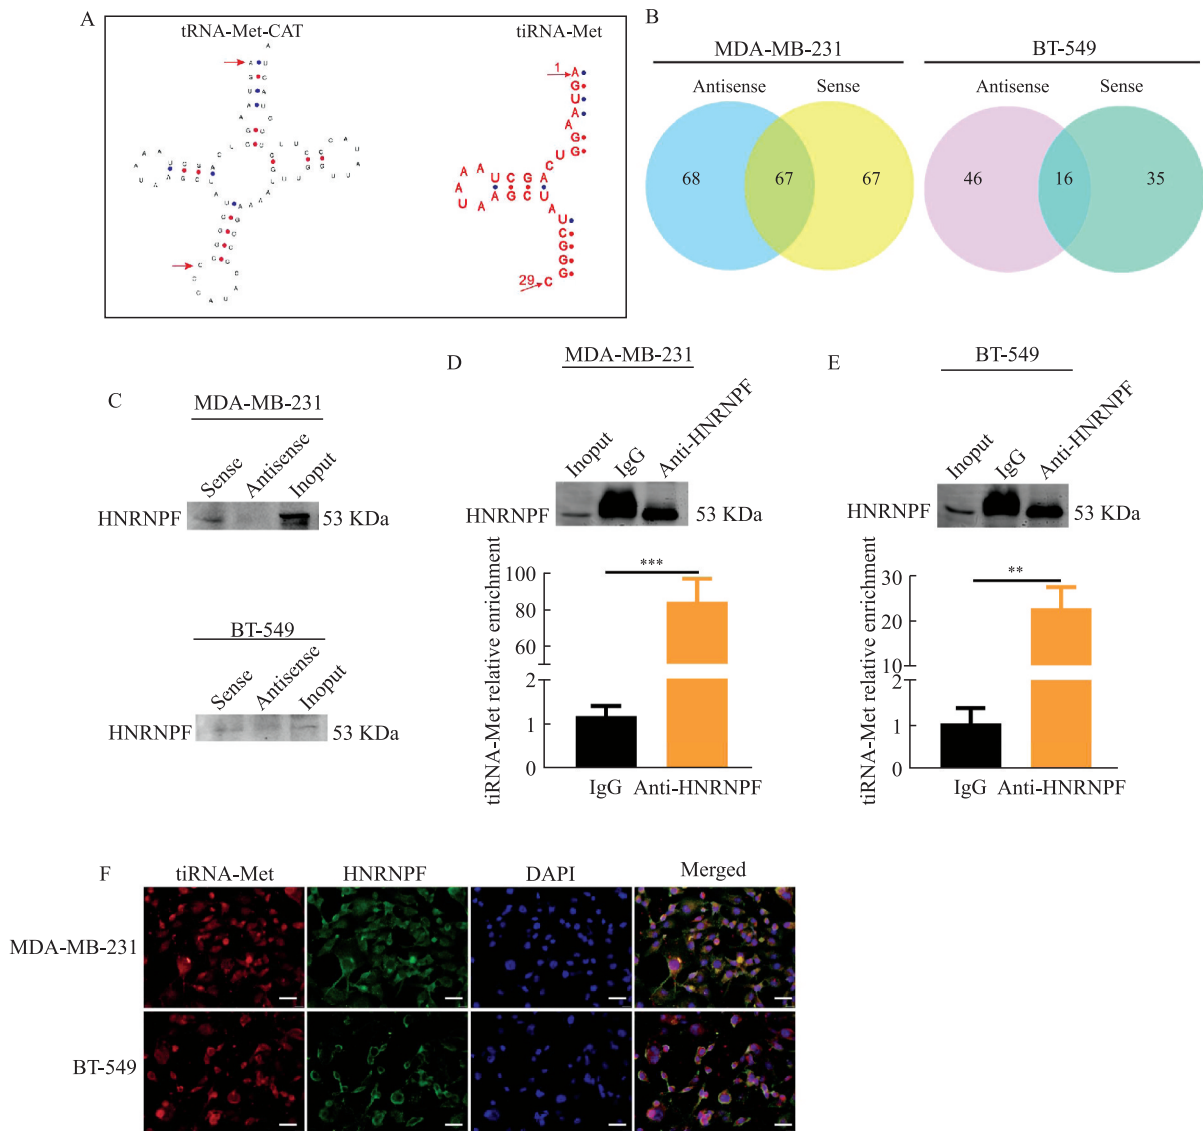 A
tRNA-Met-CAT
tiRNA-Met
1
29
B
MDA-MB-231
BT-549
Antisense
Sense
Antisense
Sense
68
67
67
46
16
35
C
MDA-MB-231
Sense
Antisense
Inoput
HNRNPF
53 KDa
BT-549
Sense
Antisense
Inoput
HNRNPF
53 KDa
D
MDA-MB-231
Inoput
IgG
Anti-HNRNPF
HNRNPF
53 KDa
tiRNA-Met relative enrichment
100
80
60
2
1
0
***
IgG
Anti-HNRNPF
E
BT-549
Inoput
IgG
Anti-HNRNPF
HNRNPF
53 KDa
tiRNA-Met relative enrichment
30
20
10
2
1
0
**
IgG
Anti-HNRNPF
F
tiRNA-Met
HNRNPF
DAPI
Merged
MDA-MB-231
BT-549